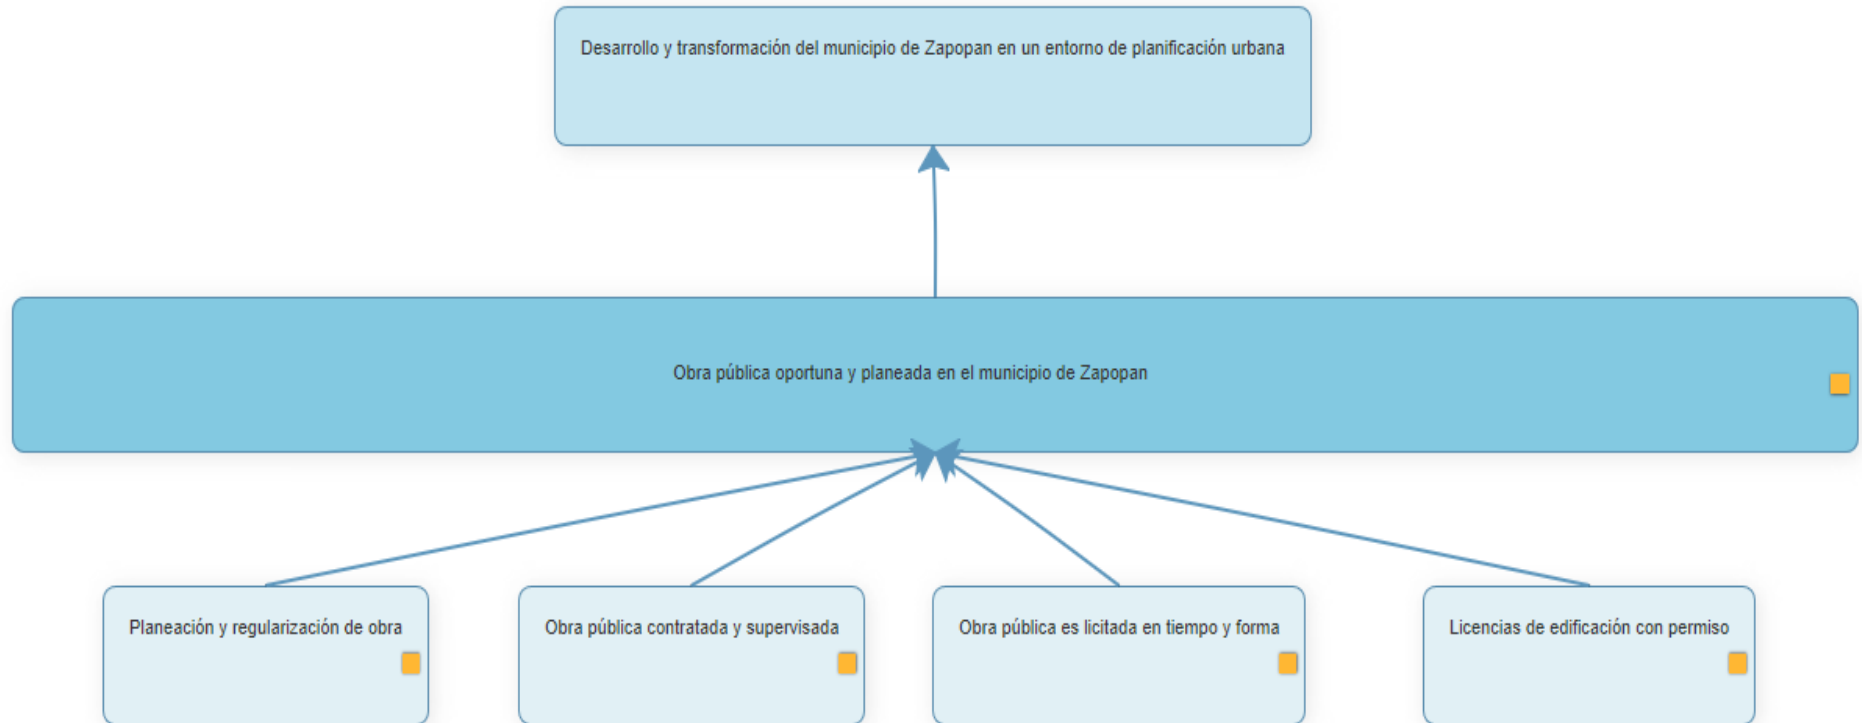 Desarrollo y transformación del municipio de Zapopan en un entorno de planificación urbana
Obra pública oportuna y planeada en el municipio de Zapopan
Planeación y regularización de obra
Obra pública contratada y supervisada
Obra pública es licitada en tiempo y forma
Licencias de edificación con permiso